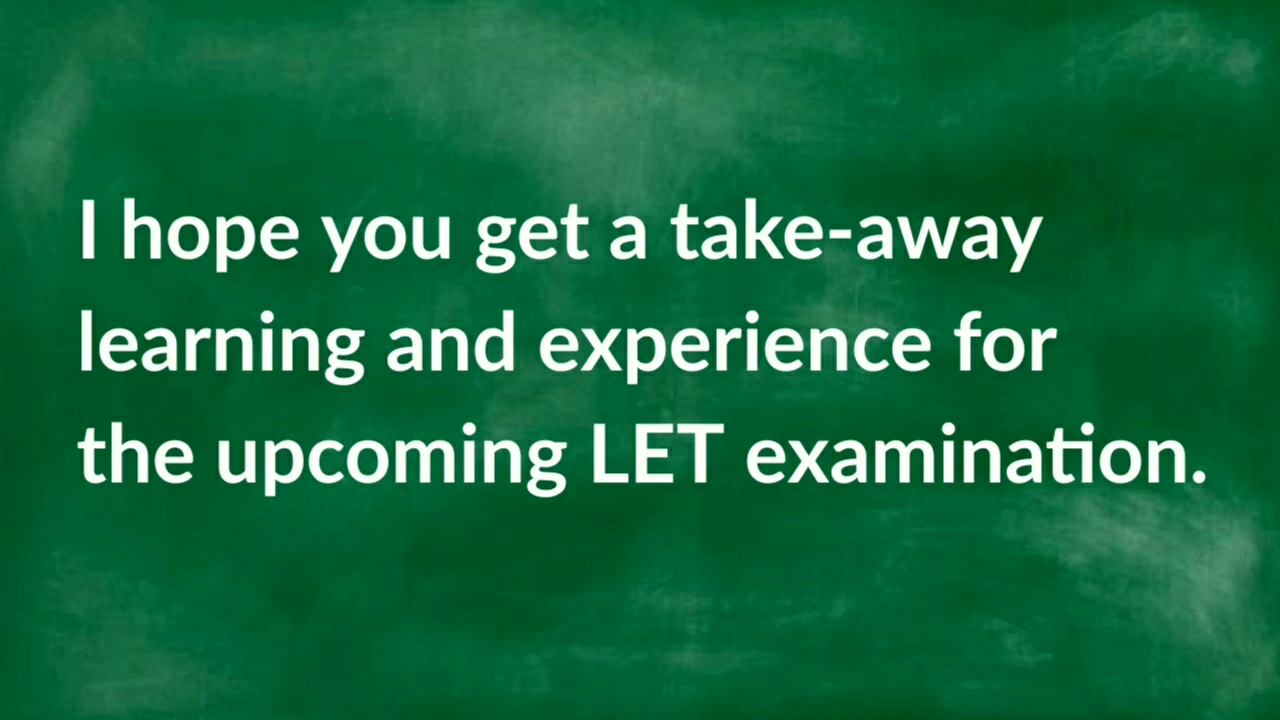 I hope you get a take-away
learning and experience for
the upcoming LET examination.